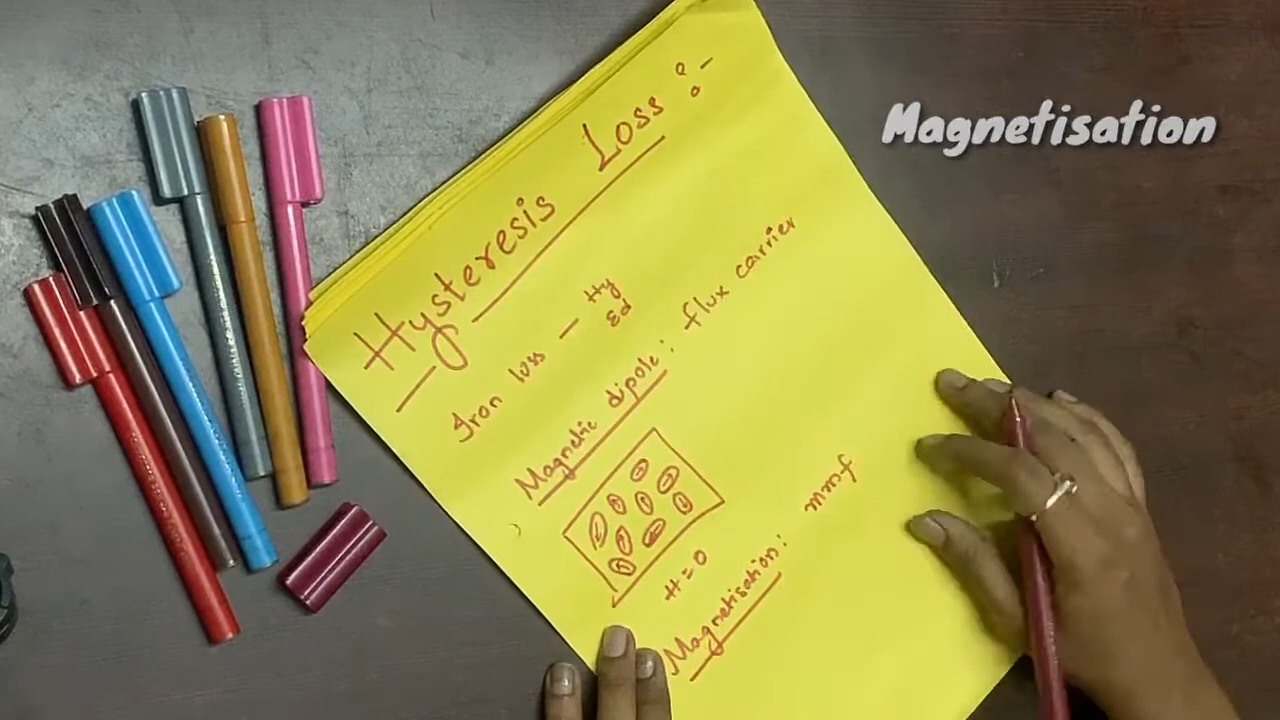 Magnetisation
Hysteresis Loss :-
Iron loss — Hy
Ed
Magnetic dipole : flux carrier
H = 0
Magnetisation : mmf